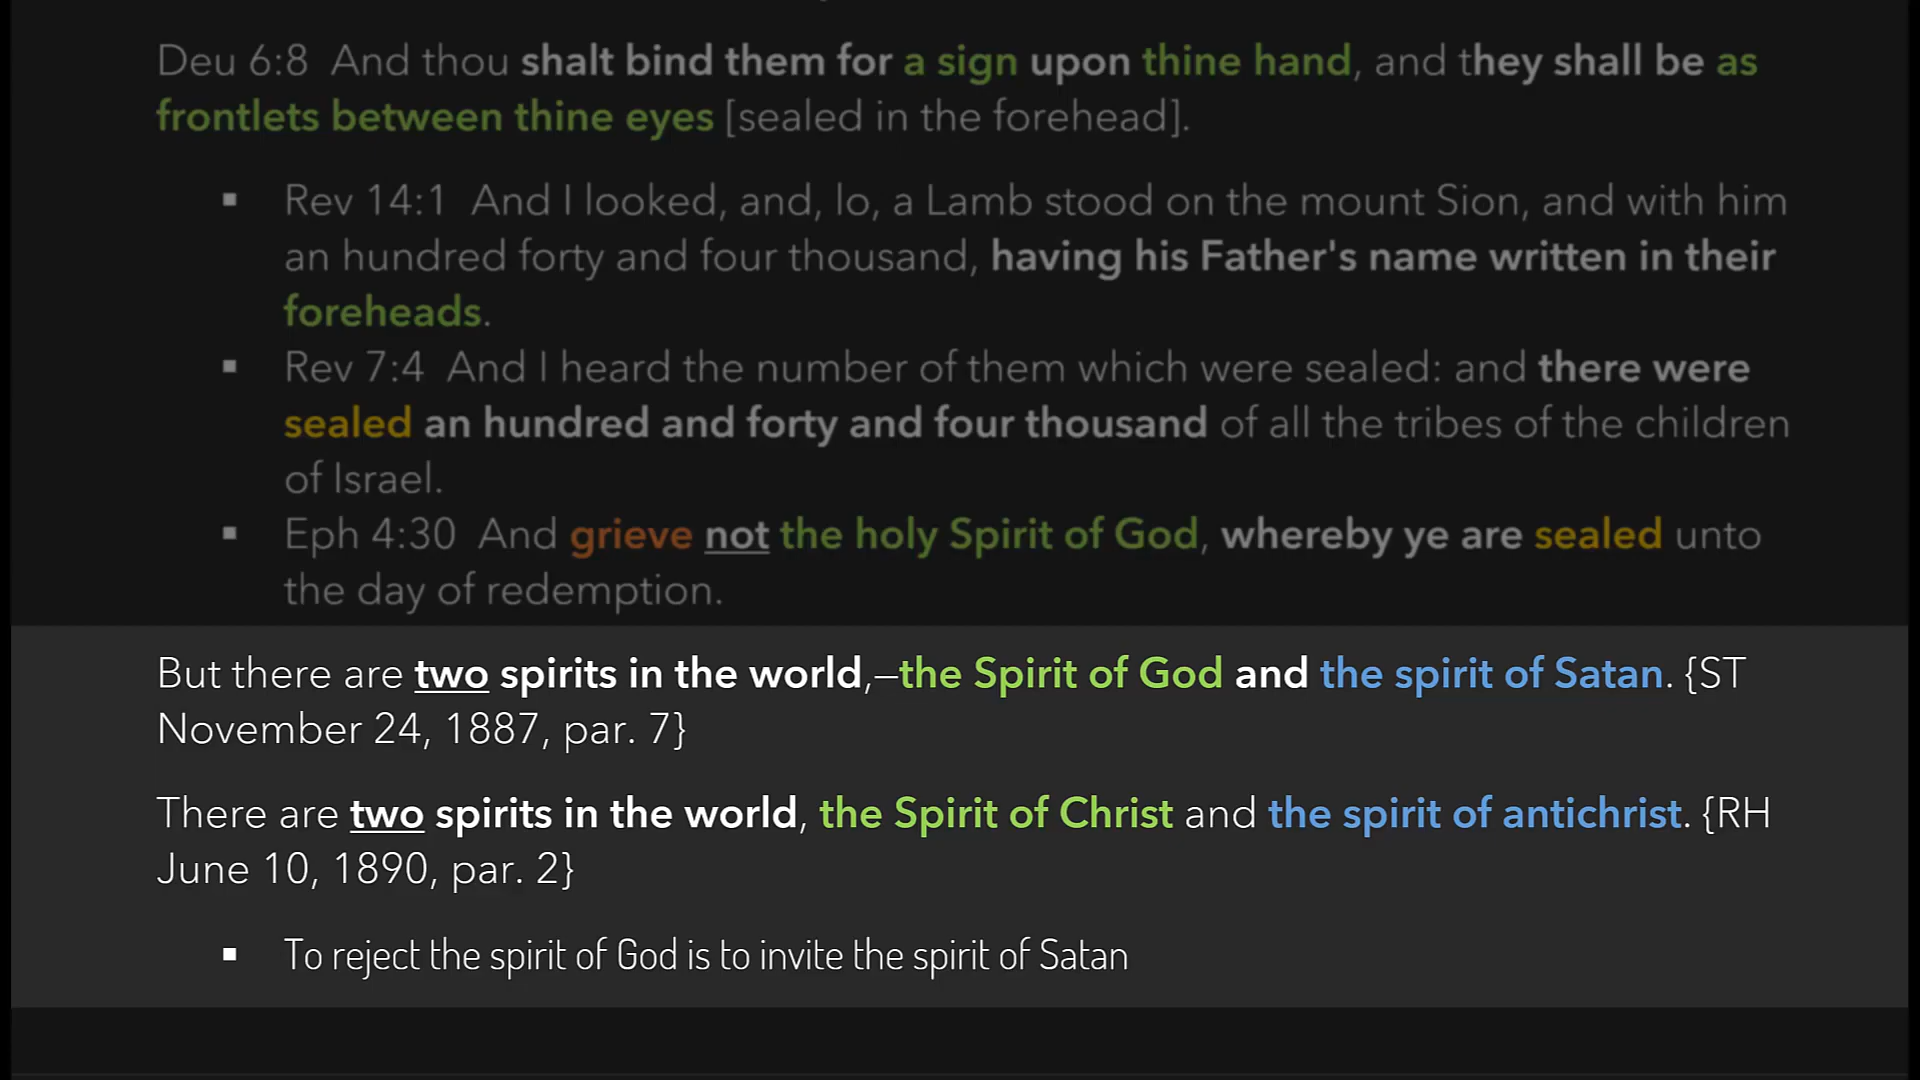 Deu 6:8 And thou shalt bind them for a sign upon thine hand, and they shall be as
frontlets between thine eyes [sealed in the forehead].
▪ Rev 14:1 And I looked, and, lo, a Lamb stood on the mount Sion, and with him
an hundred forty and four thousand, having his Father's name written in their
foreheads.
▪ Rev 7:4 And I heard the number of them which were sealed: and there were
sealed an hundred and forty and four thousand of all the tribes of the children
of Israel.
▪ Eph 4:30 And grieve not the holy Spirit of God, whereby ye are sealed unto
the day of redemption.
But there are two spirits in the world,—the Spirit of God and the spirit of Satan. {ST
November 24, 1887, par. 7}
There are two spirits in the world, the Spirit of Christ and the spirit of antichrist. {RH
June 10, 1890, par. 2}
▪ To reject the spirit of God is to invite the spirit of Satan